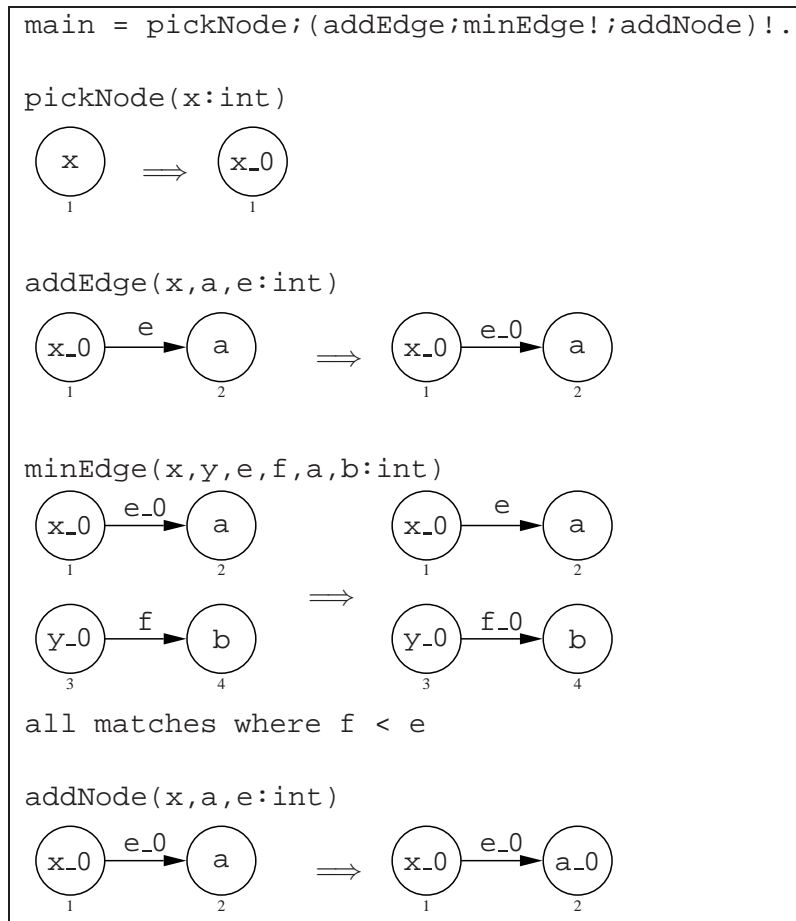 main = pickNode;(addEdge;minEdge!;addNode)!.
pickNode(x:int)
x ⟹ x_0
1 1
addEdge(x,a,e:int)
e e_0
x_0 a ⟹ x_0 a
1 2 1 2
minEdge(x,y,e,f,a,b:int)
e_0 e
x_0 a x_0 a
1 2 1 2
⟹
f f_0
y_0 b y_0 b
3 4 3 4
all matches where f < e
addNode(x,a,e:int)
e_0 e_0
x_0 a ⟹ x_0 a_0
1 2 1 2